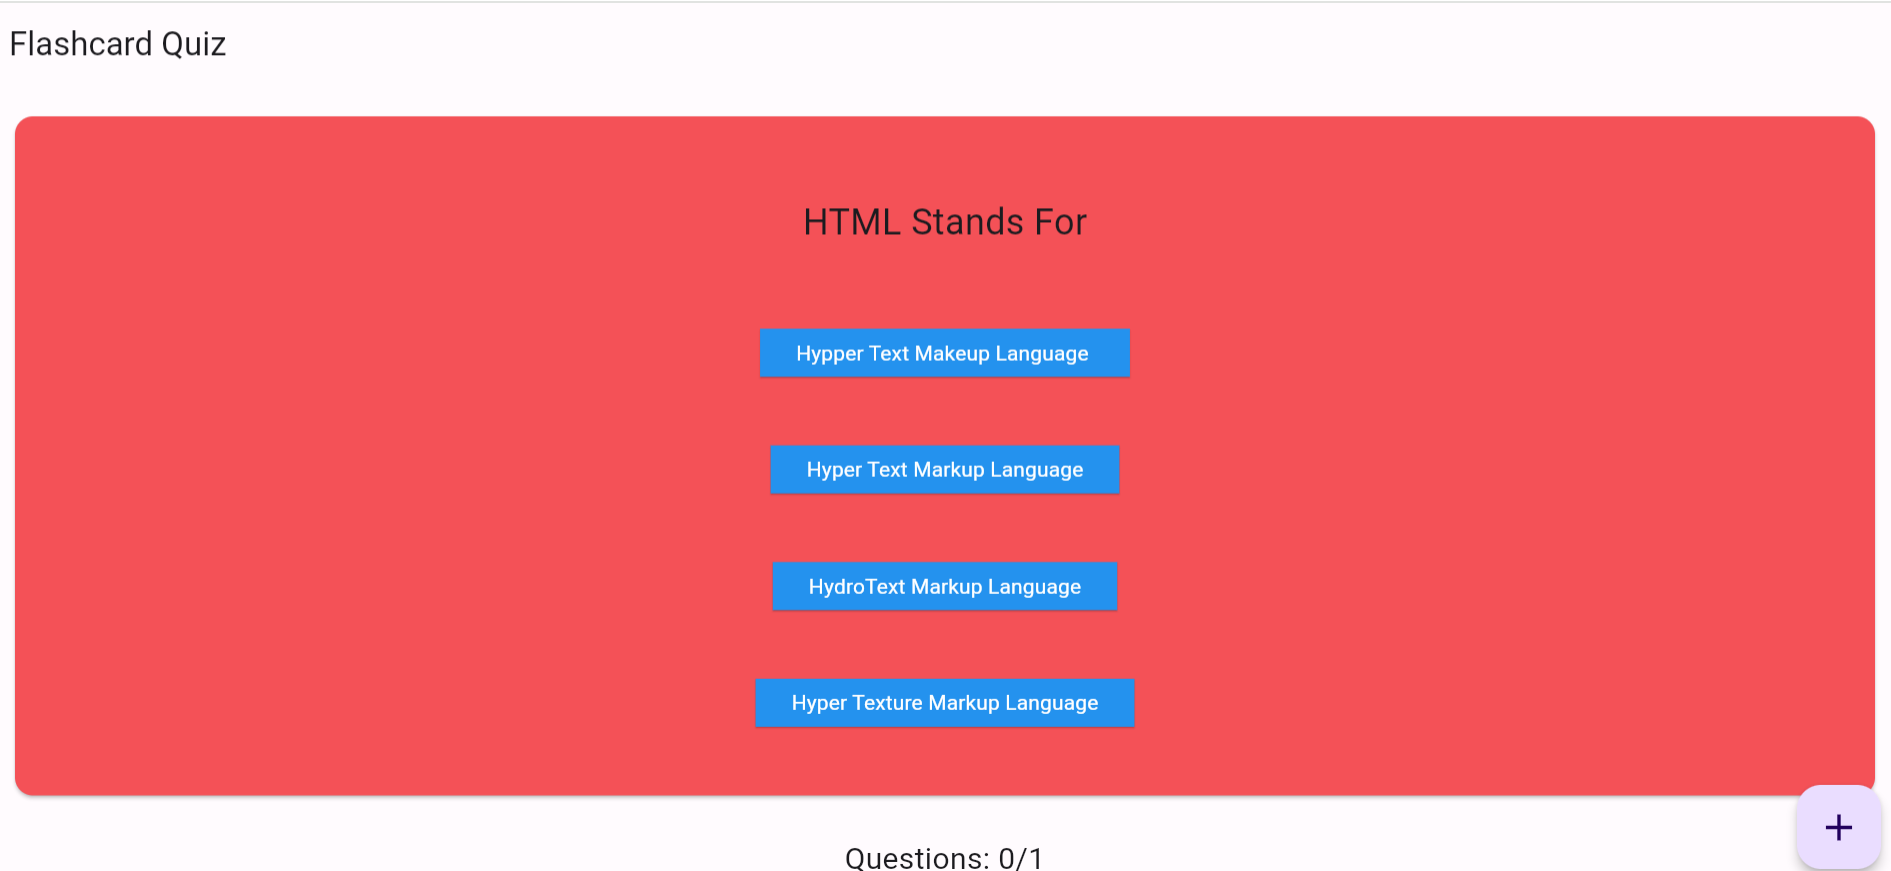 Flashcard Quiz
HTML Stands For
Hypper Text Makeup Language
Hyper Text Markup Language
HydroText Markup Language
Hyper Texture Markup Language
Questions: 0/1